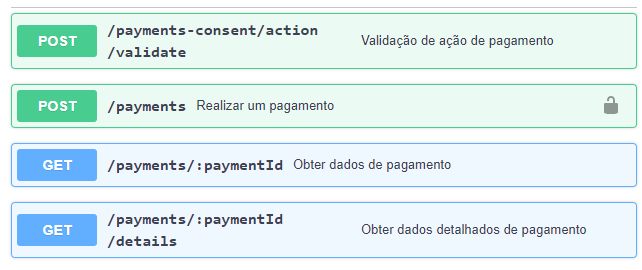 POST /payments-consent/action Validação de ação de pagamento
/validate
POST /payments Realizar um pagamento
GET /payments/:paymentId Obter dados de pagamento
GET /payments/:paymentId Obter dados detalhados de pagamento
/details